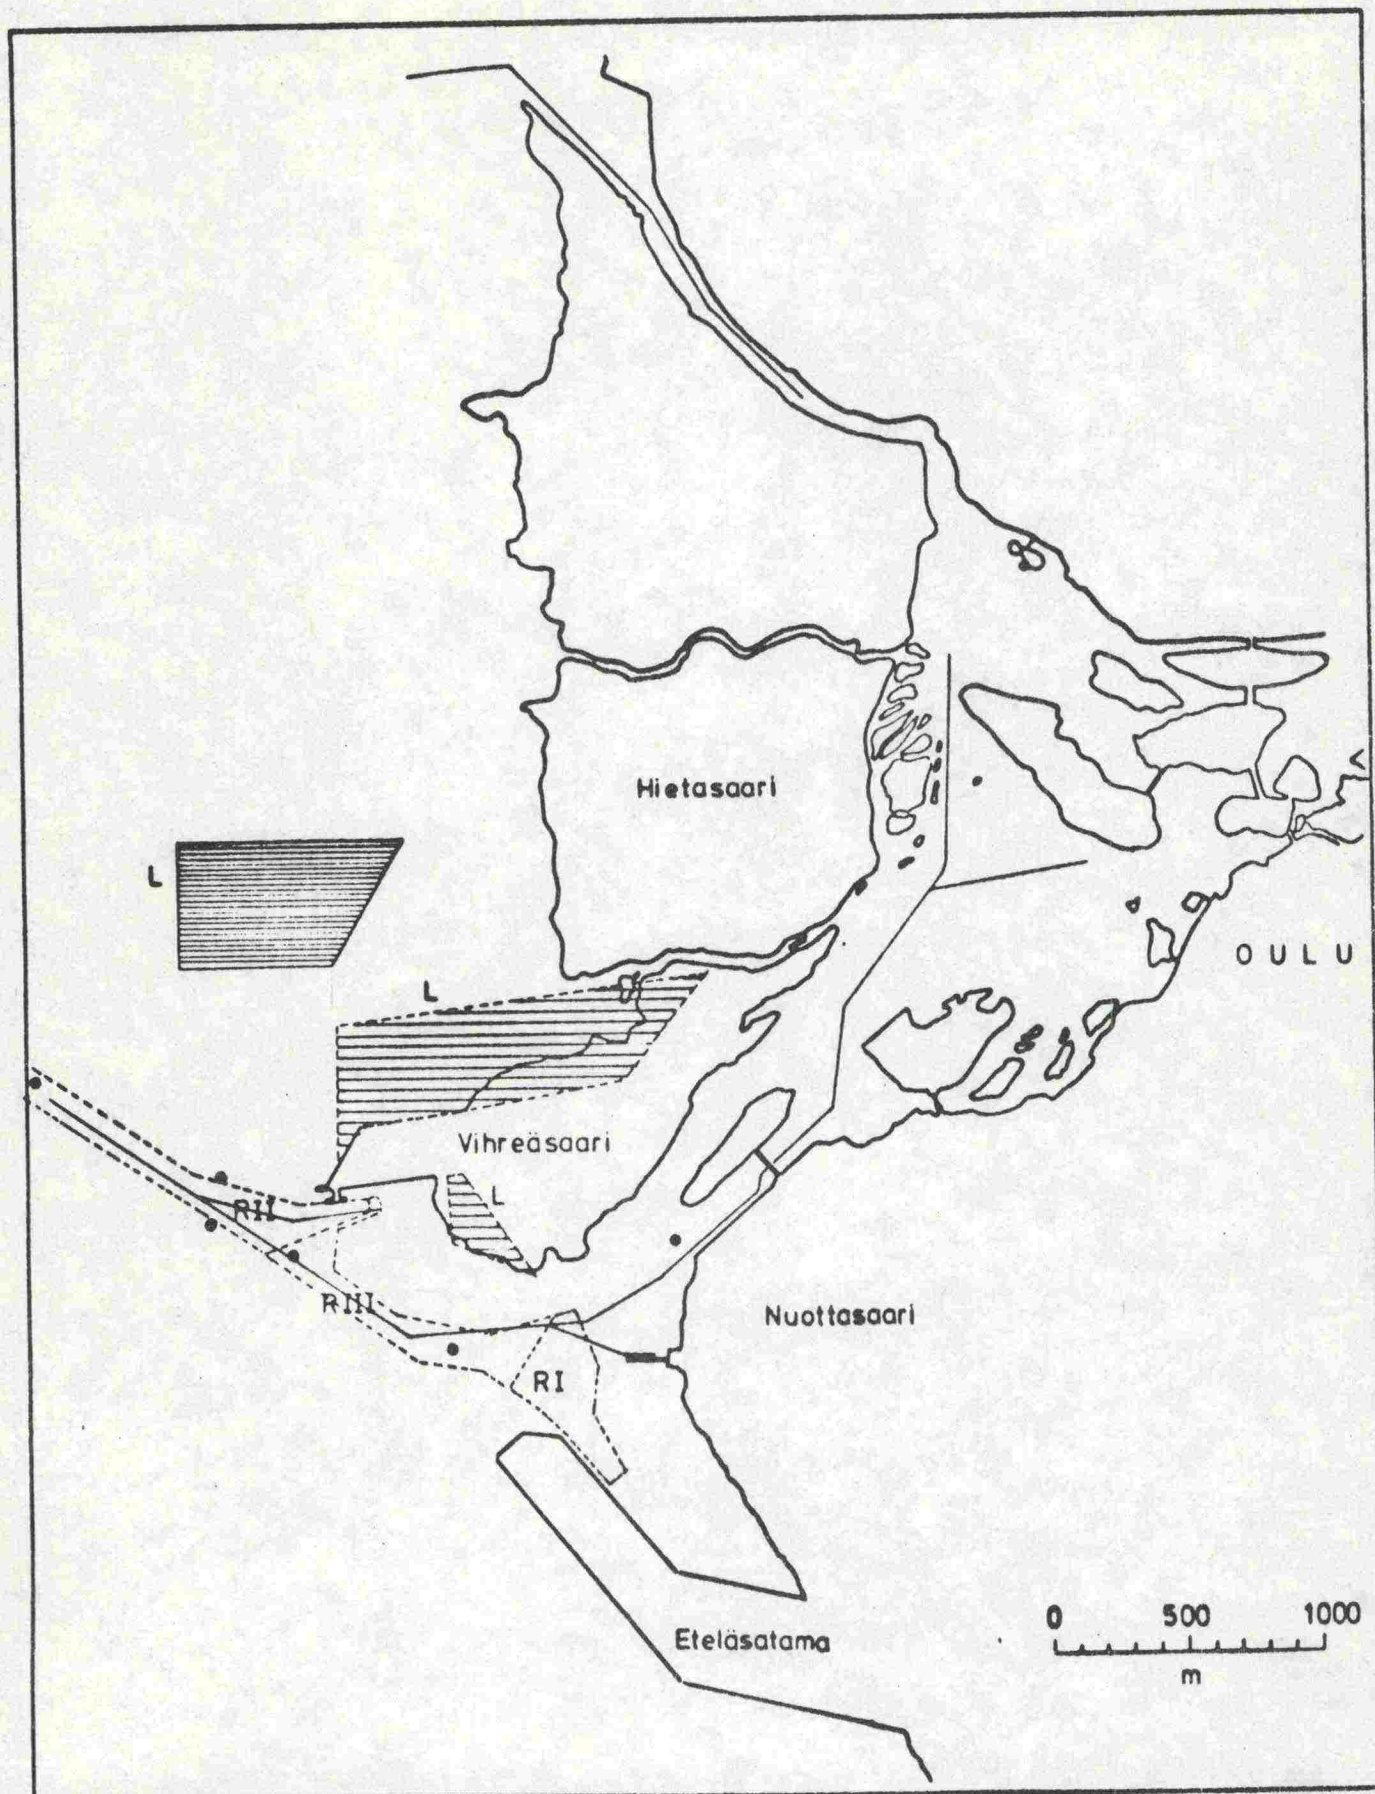 Hietasaari
L
OULU
L
Vihreäsaari
L
RII
RIII
Nuottasaari
RI
0 500 1000
Eteläsatama
m